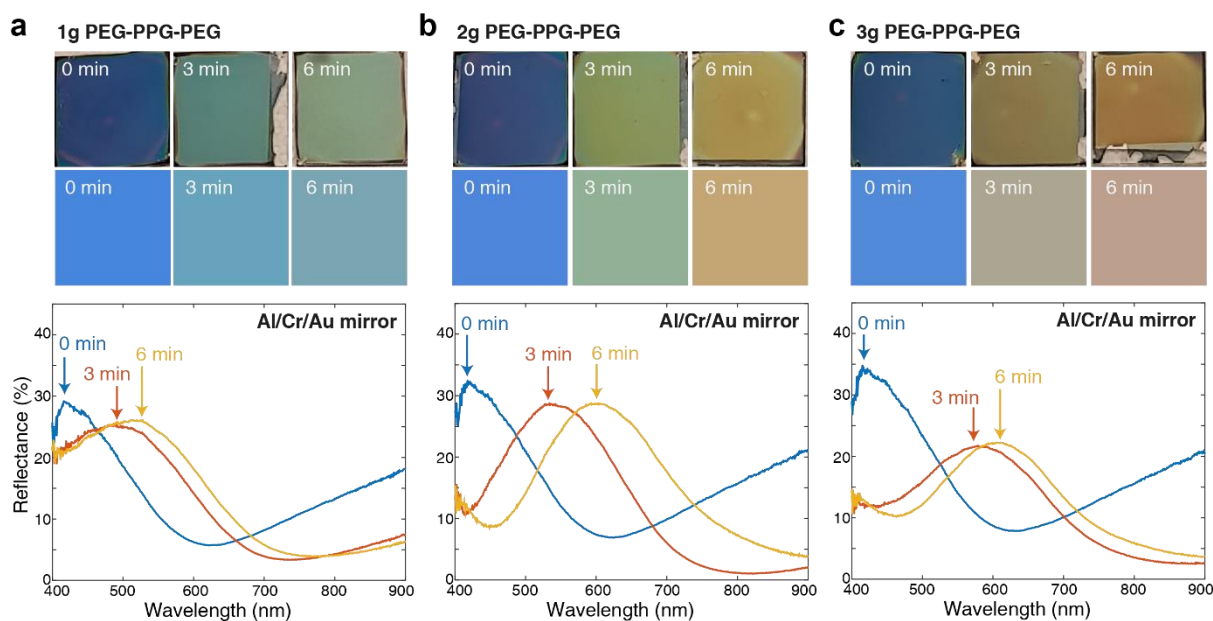 a 1g PEG-PPG-PEG
b 2g PEG-PPG-PEG
c 3g PEG-PPG-PEG
0 min 3 min 6 min
0 min 3 min 6 min
0 min 3 min 6 min
0 min 3 min 6 min
0 min 3 min 6 min
0 min 3 min 6 min
Al/Cr/Au mirror
0 min
3 min
6 min
Reflectance (%)
40
30
20
10
0
400 500 600 700 800 900
Wavelength (nm)
Al/Cr/Au mirror
0 min
3 min
6 min
40
30
20
10
0
400 500 600 700 800 900
Wavelength (nm)
Al/Cr/Au mirror
0 min
3 min
6 min
40
30
20
10
0
400 500 600 700 800 900
Wavelength (nm)